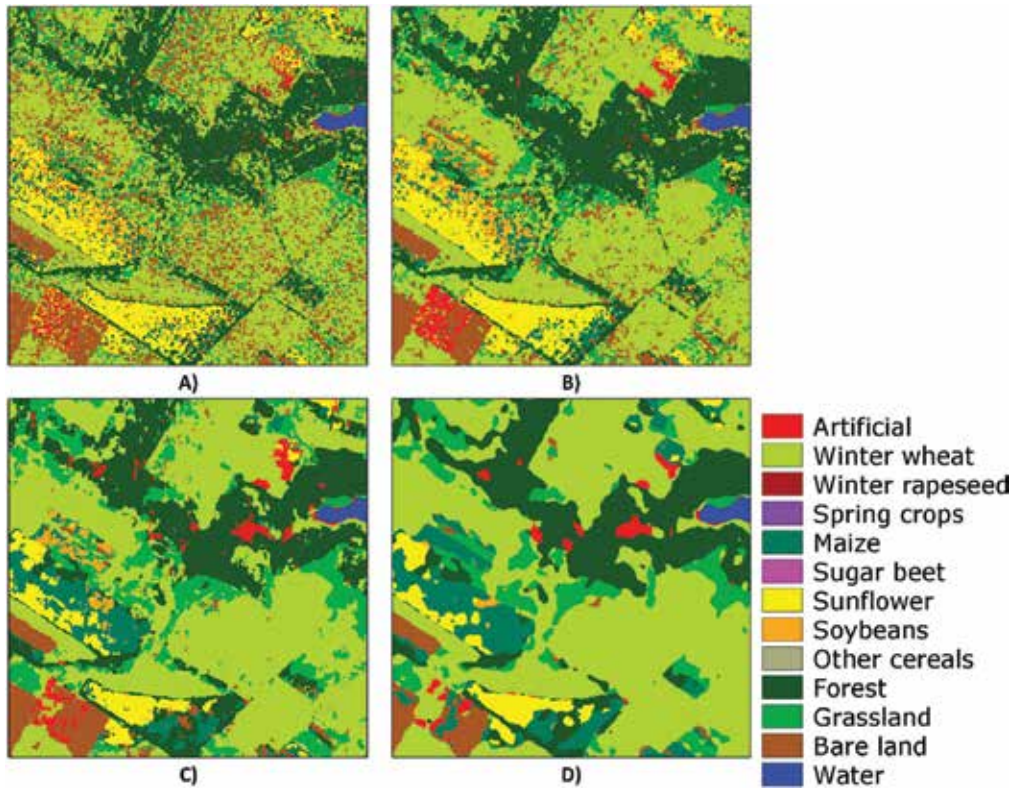 A)
B)
C)
D)
Artificial
Winter wheat
Winter rapeseed
Spring crops
Maize
Sugar beet
Sunflower
Soybeans
Other cereals
Forest
Grassland
Bare land
Water